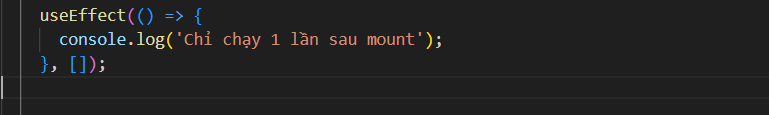 useEffect(() => {
  console.log('Chỉ chạy 1 lần sau mount');
}, []);